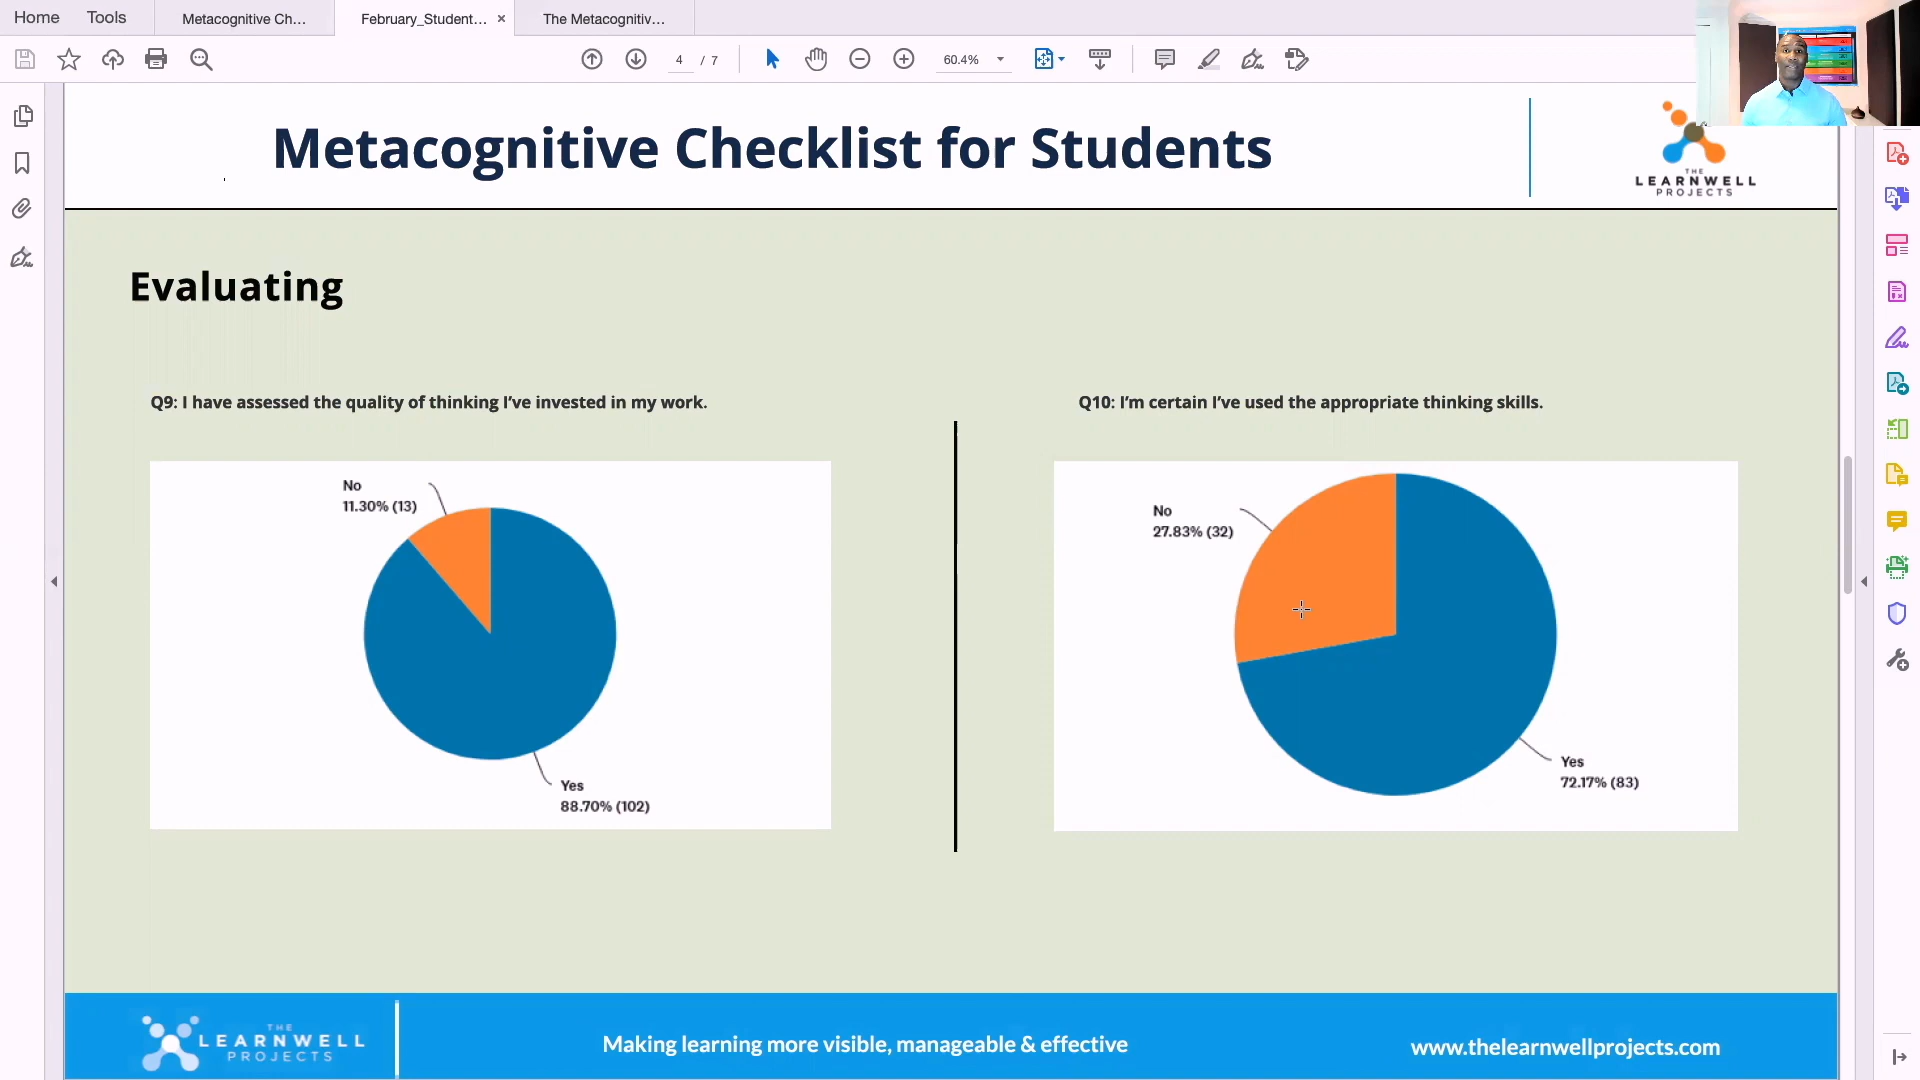 Home
Tools
Metacognitive Ch...
February_Student...
The Metacognitiv...
4 / 7
60.4%
Metacognitive Checklist for Students
THE
LEARNWELL
PROJECTS
Evaluating
Q9: I have assessed the quality of thinking I've invested in my work.
No
11.30% (13)
Yes
88.70% (102)
Q10: I'm certain I've used the appropriate thinking skills.
No
27.83% (32)
Yes
72.17% (83)
THE
LEARNWELL
PROJECTS
Making learning more visible, manageable & effective
www.thelearnwellprojects.com